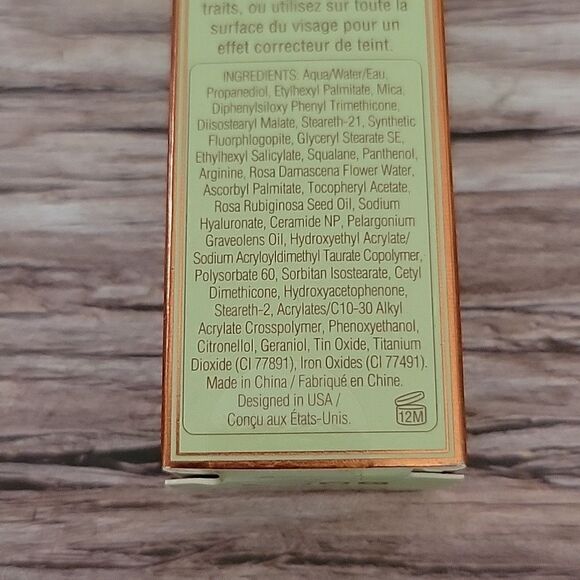 traits, ou utilisez sur toute la
surface du visage pour un
effet correcteur de teint.
INGREDIENTS: Aqua/Water/Eau,
Propanediol, Etylhexyl Palmitate, Mica,
Diphenylsiloxy Phenyl Trimethicone,
Diisostearyl Malate, Steareth-21, Synthetic
Fluorphlogopite, Glyceryl Stearate SE,
Ethylhexyl Salicylate, Squalane, Panthenol,
Arginine, Rosa Damascena Flower Water,
Ascorbyl Palmitate, Tocopheryl Acetate,
Rosa Rubiginosa Seed Oil, Sodium
Hyaluronate, Ceramide NP, Pelargonium
Graveolens Oil, Hydroxyethyl Acrylate/
Sodium Acryloyldimethyl Taurate Copolymer,
Polysorbate 60, Sorbitan Isostearate, Cetyl
Dimethicone, Hydroxyacetophenone,
Steareth-2, Acrylates/C10-30 Alkyl
Acrylate Crosspolymer, Phenoxyethanol,
Citronellol, Geraniol, Tin Oxide, Titanium
Dioxide (CI 77891), Iron Oxides (CI 77491).
Made in China / Fabriqué en Chine.
Designed in USA /
Conçu aux États-Unis.
12M